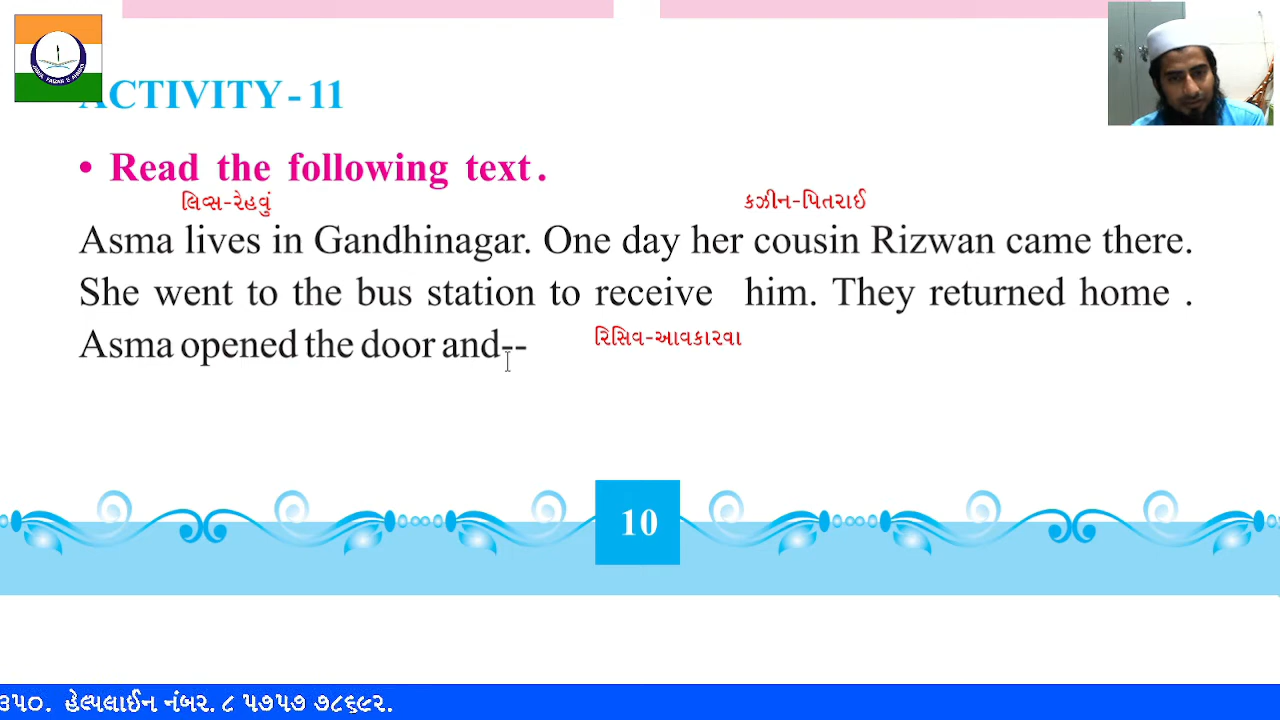 ACTIVITY - 11
• Read the following text .
લિવ્સ-રેહવું
કઝીન-પિતરાઈ
Asma lives in Gandhinagar. One day her cousin Rizwan came there.
She went to the bus station to receive him. They returned home .
Asma opened the door and--
રિસિવ-આવકારવા
10
૩૫૦. હેલ્પલાઈન નંબર. ૮ ૫૭૫૭ ૭૮૬૯૨.